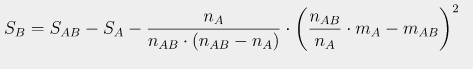 $S_B = S_{AB} - S_A - \frac{n_A}{n_{AB} \cdot (n_{AB} - n_A)} \cdot \left( \frac{n_{AB}}{n_A} \cdot m_A - m_{AB} \right)^2$